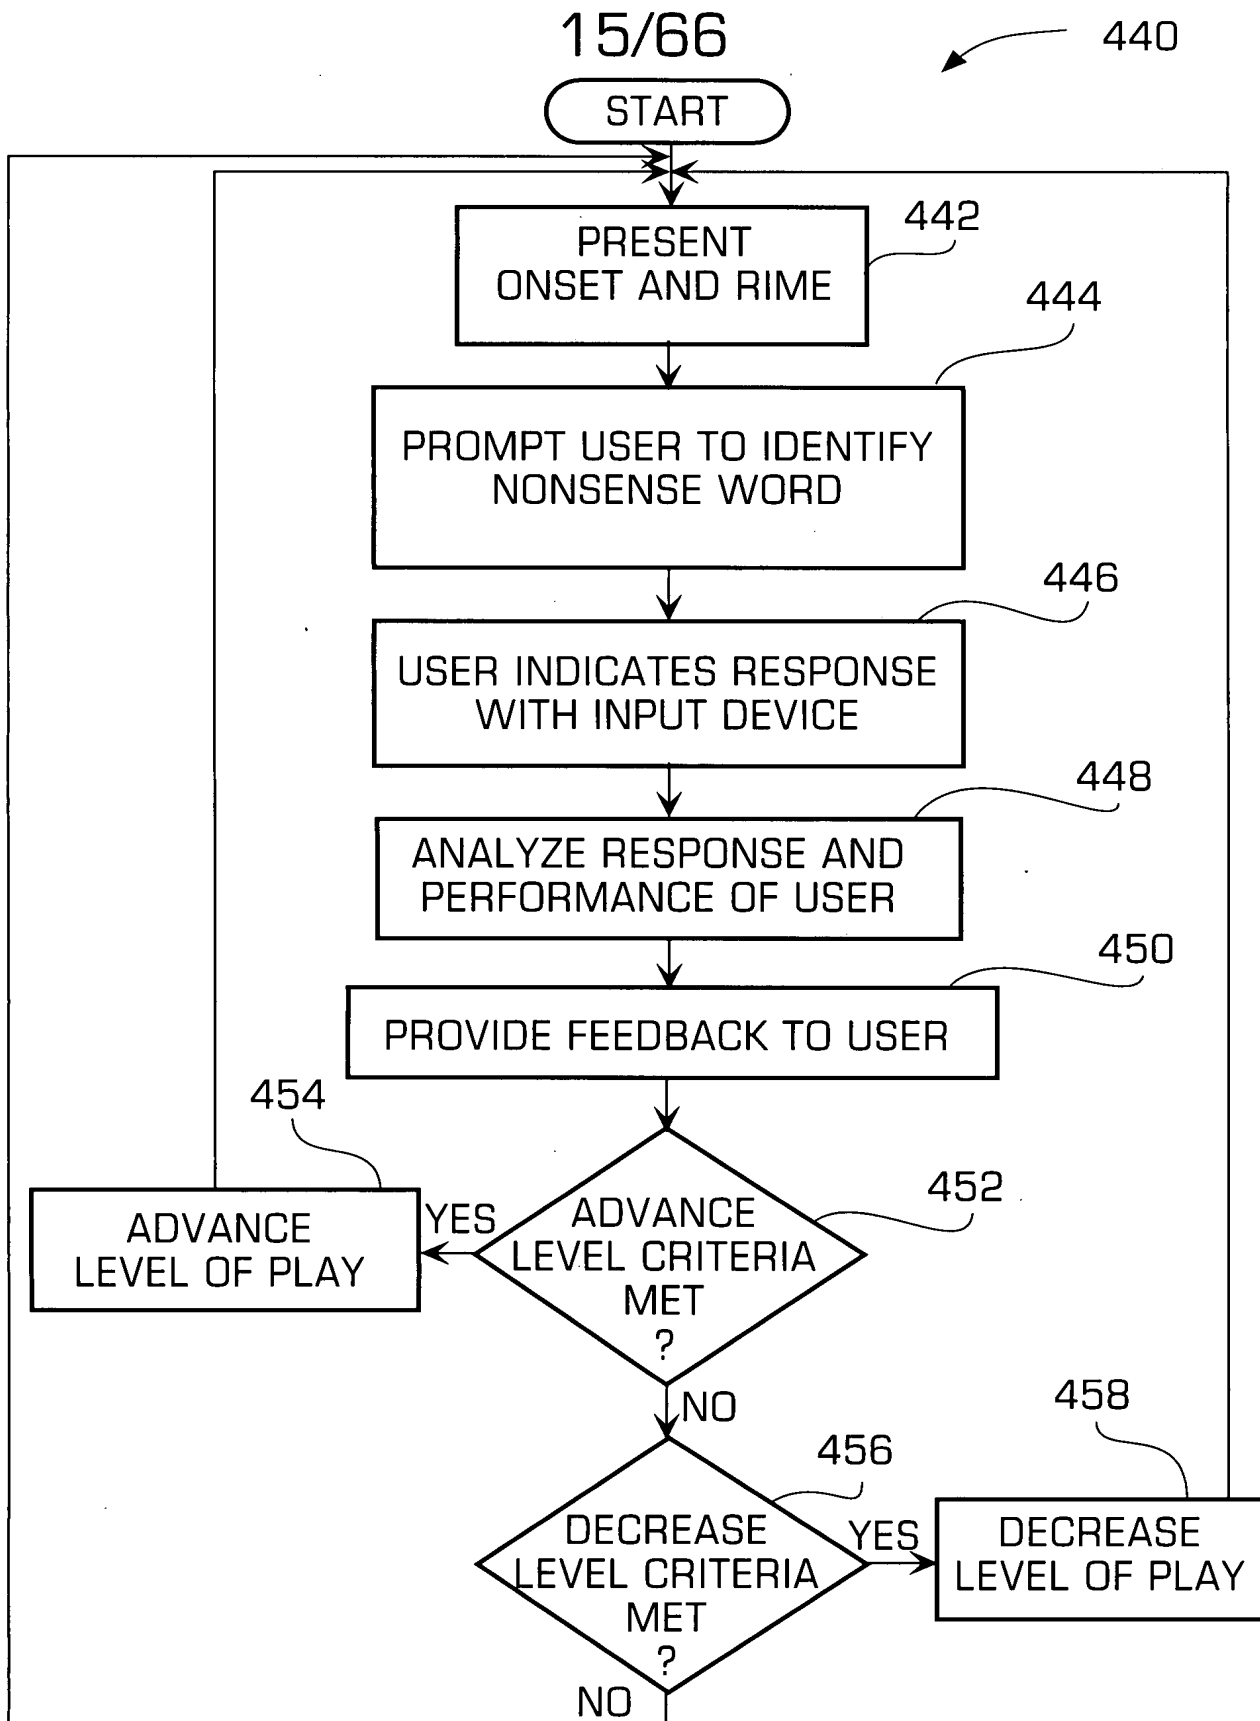 15/66
440
START
442
PRESENT
ONSET AND RIME
444
PROMPT USER TO IDENTIFY
NONSENSE WORD
446
USER INDICATES RESPONSE
WITH INPUT DEVICE
448
ANALYZE RESPONSE AND
PERFORMANCE OF USER
450
PROVIDE FEEDBACK TO USER
454
ADVANCE
LEVEL OF PLAY
YES
452
ADVANCE
LEVEL CRITERIA
MET
?
NO
456
458
DECREASE
LEVEL CRITERIA
MET
?
YES
DECREASE
LEVEL OF PLAY
NO